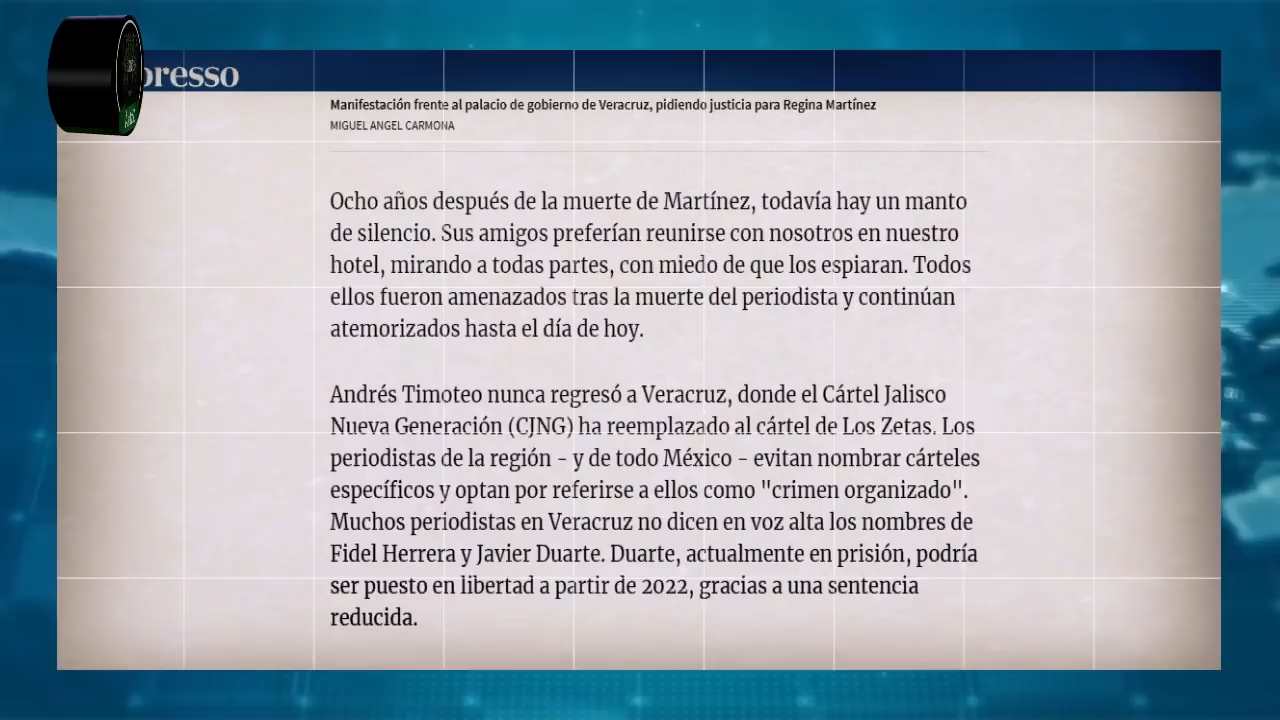 presso
Manifestación frente al palacio de gobierno de Veracruz, pidiendo justicia para Regina Martínez
MIGUEL ANGEL CARMONA
Ocho años después de la muerte de Martínez, todavía hay un manto
de silencio. Sus amigos preferían reunirse con nosotros en nuestro
hotel, mirando a todas partes, con miedo de que los espiaran. Todos
ellos fueron amenazados tras la muerte del periodista y continúan
atemorizados hasta el día de hoy.
Andrés Timoteo nunca regresó a Veracruz, donde el Cártel Jalisco
Nueva Generación (CJNG) ha reemplazado al cártel de Los Zetas. Los
periodistas de la región – y de todo México – evitan nombrar cárteles
específicos y optan por referirse a ellos como "crimen organizado".
Muchos periodistas en Veracruz no dicen en voz alta los nombres de
Fidel Herrera y Javier Duarte. Duarte, actualmente en prisión, podría
ser puesto en libertad a partir de 2022, gracias a una sentencia
reducida.